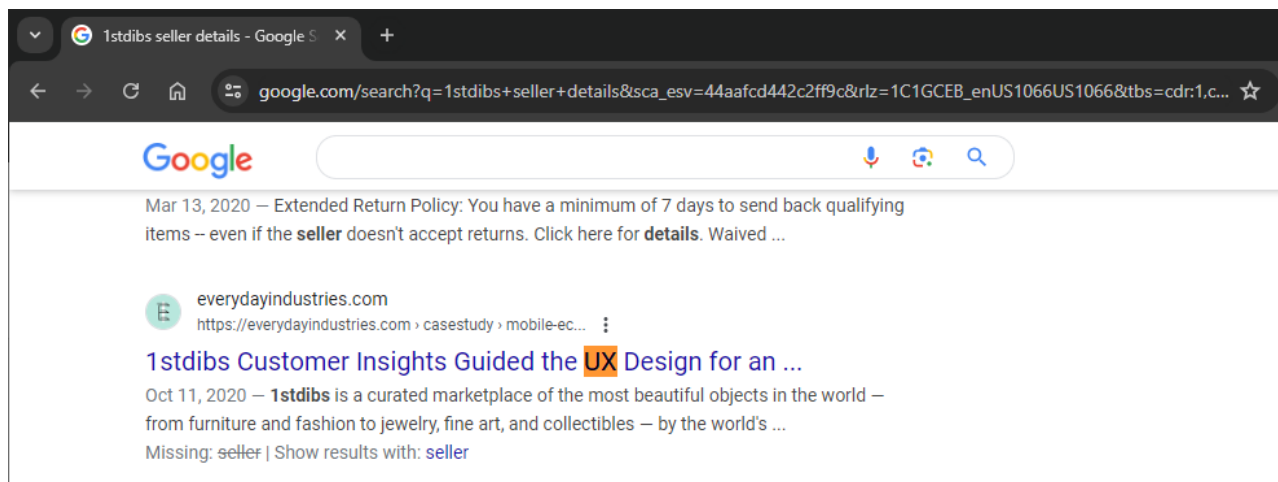 1stdibs seller details - Google S
google.com/search?q=1stdibs+seller+details&sca_esv=44aafcd442c2ff9c&rlz=1C1GCEB_enUS1066US1066&tbs=cdr:1,c...
Google
Mar 13, 2020 — Extended Return Policy: You have a minimum of 7 days to send back qualifying
items -- even if the seller doesn't accept returns. Click here for details. Waived ...
E
everydayindustries.com
https://everydayindustries.com › casestudy › mobile-ec...
1stdibs Customer Insights Guided the UX Design for an ...
Oct 11, 2020 — 1stdibs is a curated marketplace of the most beautiful objects in the world —
from furniture and fashion to jewelry, fine art, and collectibles — by the world's ...
Missing: seller | Show results with: seller